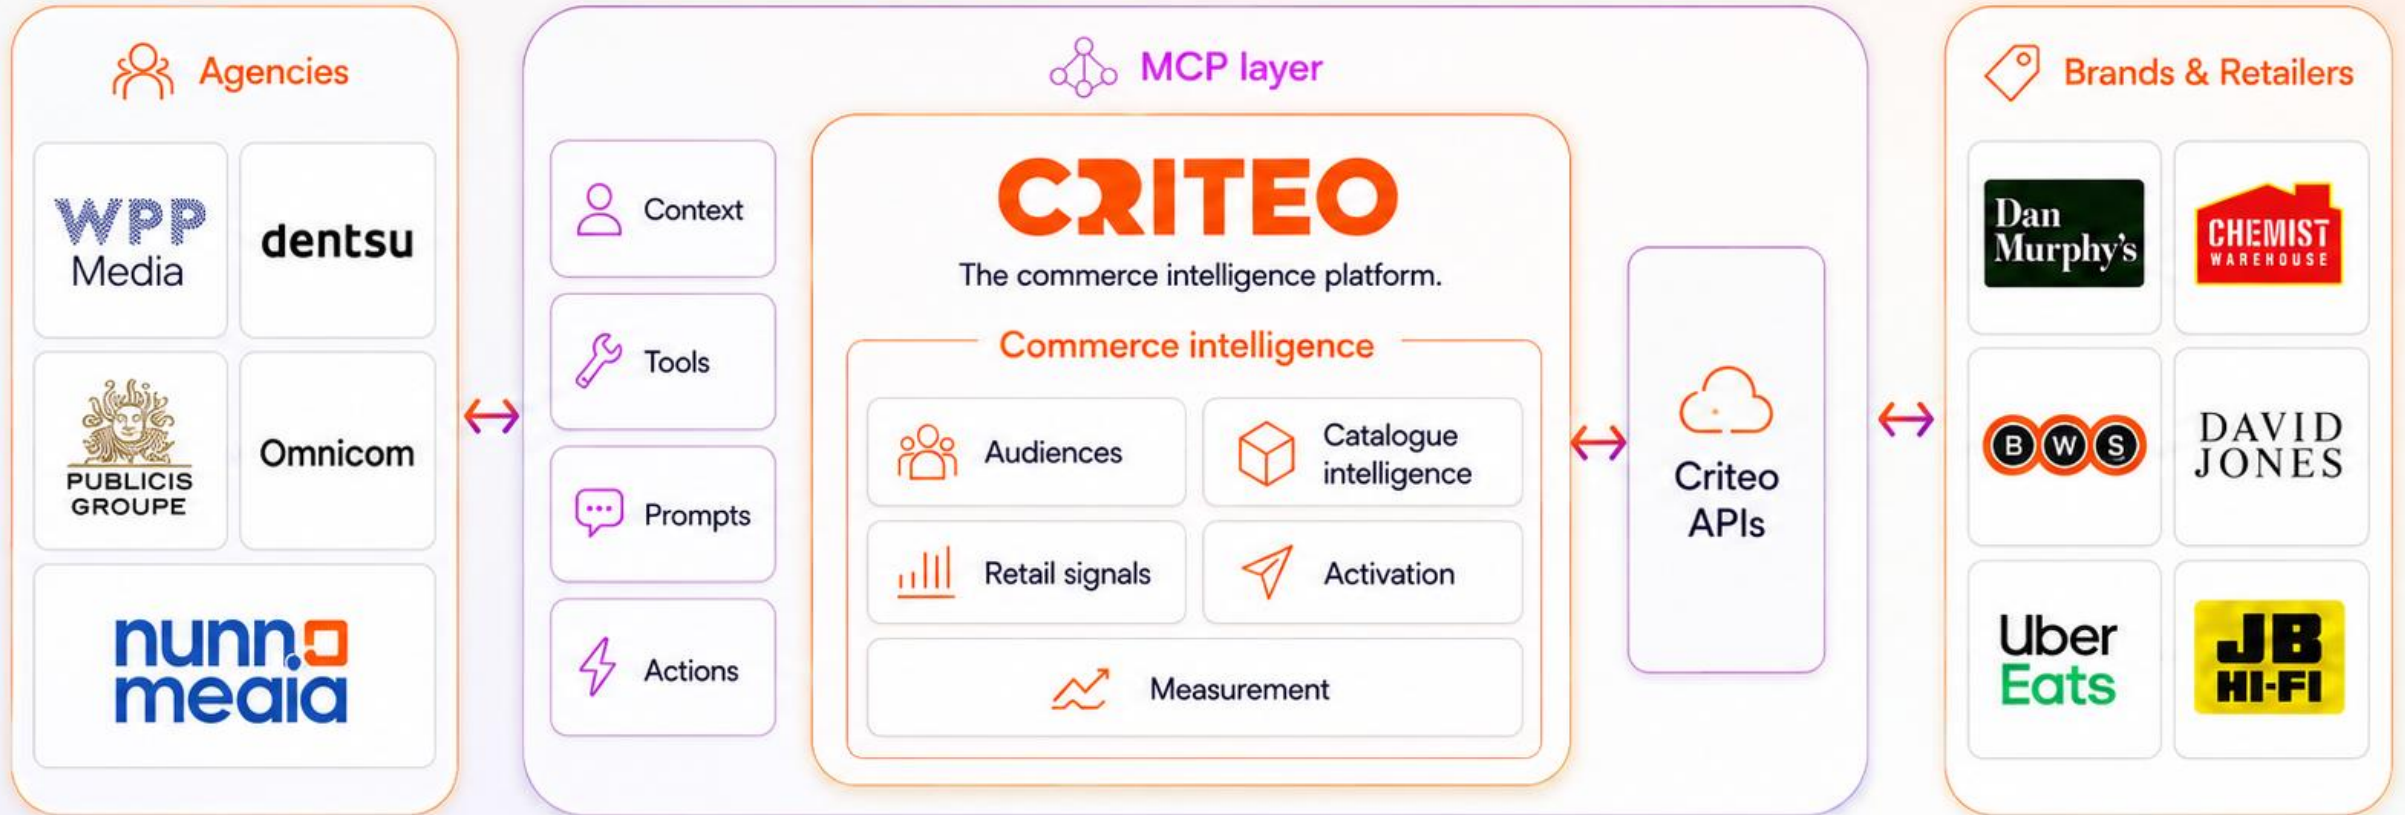 Agencies
WPP
Media
dentsu
PUBLICIS
GROUPE
Omnicom
nunn.
meaia
MCP layer
Context
Tools
Prompts
Actions
CRITEO
The commerce intelligence platform.
Commerce intelligence
Audiences
Catalogue
intelligence
Retail signals
Activation
Measurement
Criteo
APIs
Brands & Retailers
Dan
Murphy's
CHEMIST
WAREHOUSE
BWS
DAVID
JONES
Uber
Eats
JB
HI-FI